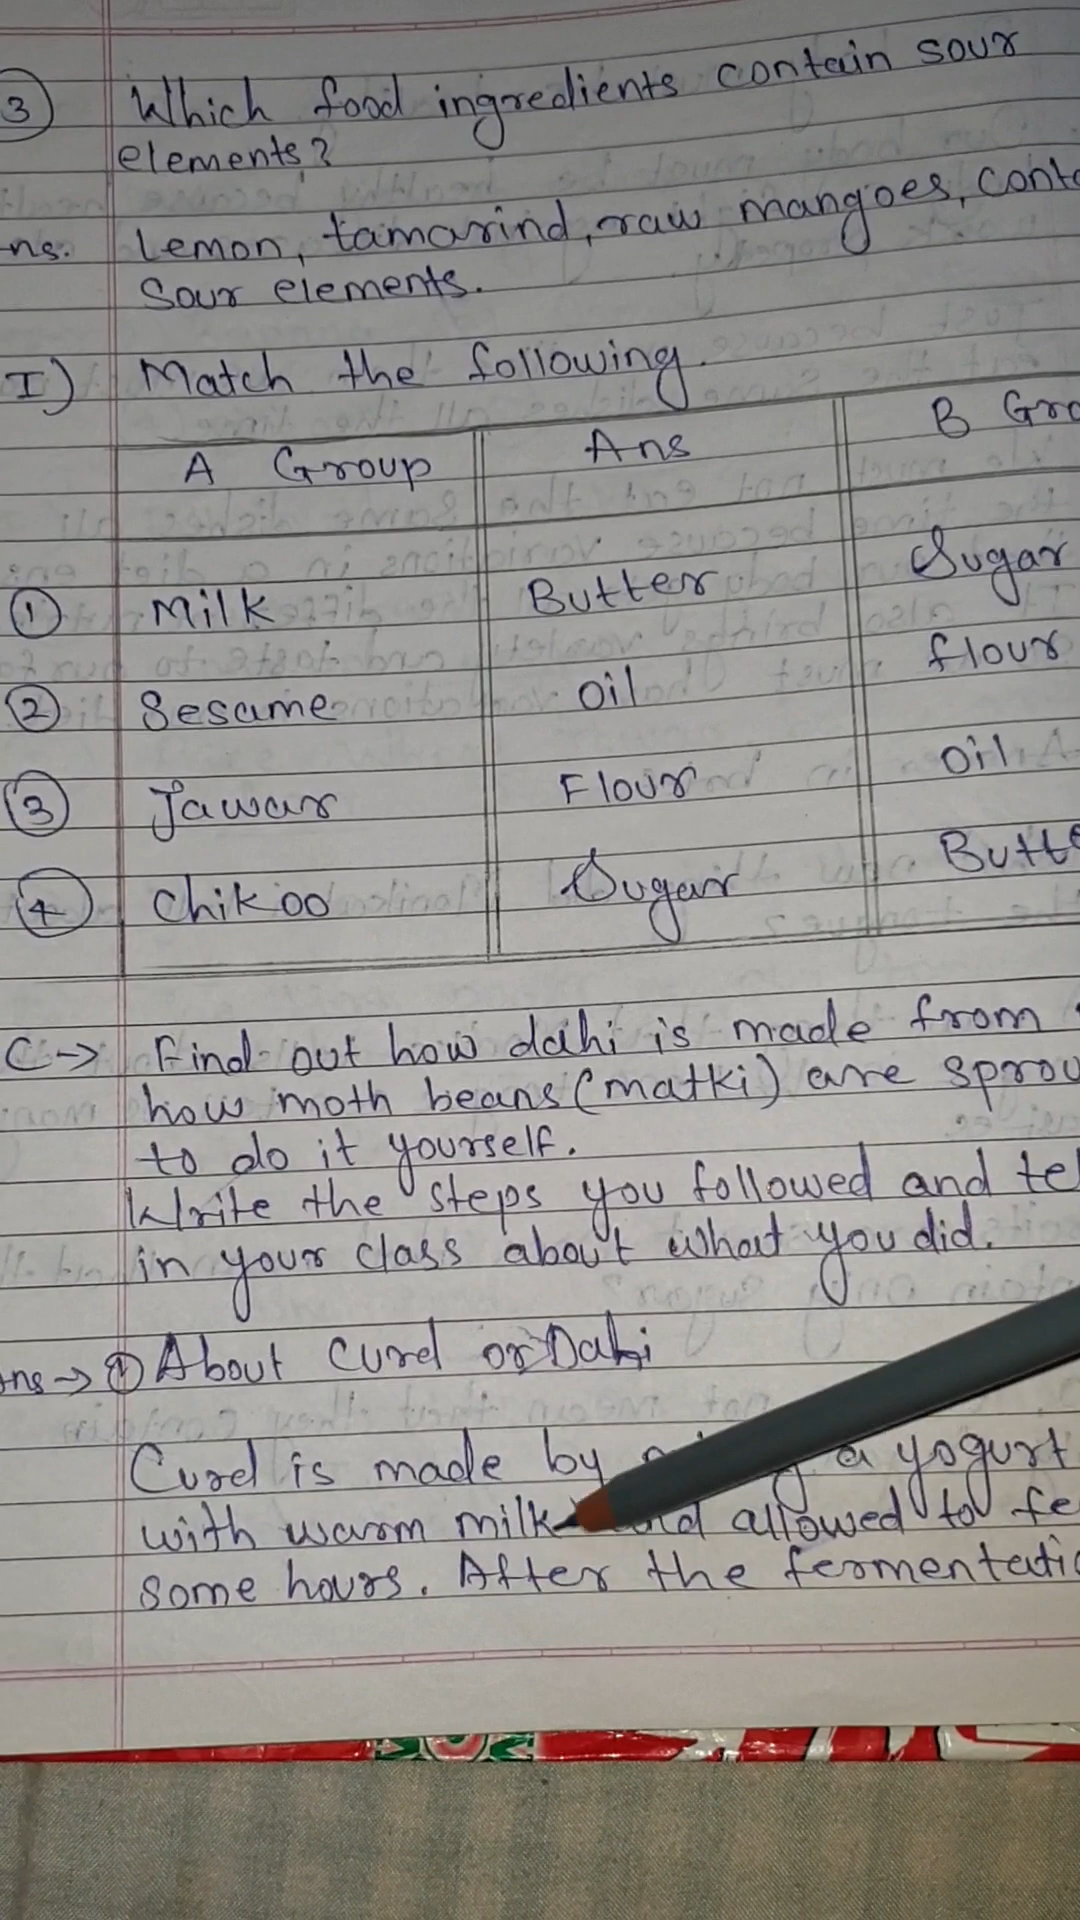 3 Which food ingredients contain sour
elements?
ns. Lemon, tamarind, raw mangoes, conta
Sour elements.
I) Match the following.
A Group Ans B Gro
1 Milk Butter Sugar
2 Sesame Oil flour
3 Jawar Flour Oil
4 Chikoo Sugar Butte
C→ Find out how dahi is made from
how moth beans (matki) are sprou
to do it yourself.
Write the steps you followed and tel
in your class about what you did.
Ans → 1 About Curd or Dahi
Curd is made by a yogurt
with warm milk and allowed to fe
some hours. After the fermentatio